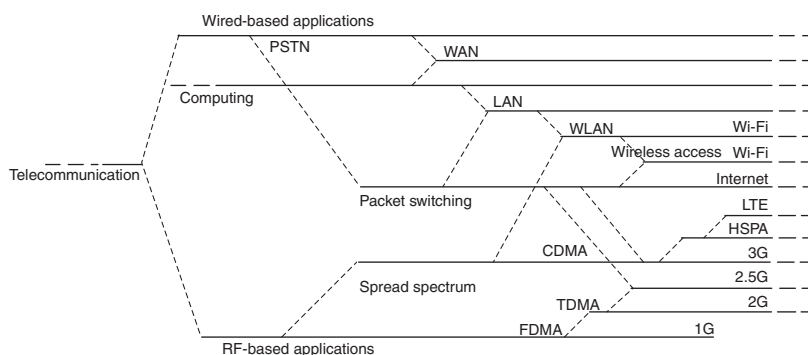 Wired-based applications
PSTN
WAN
Computing
LAN
WLAN
Wi-Fi
Wireless access
Wi-Fi
Telecommunication
Internet
Packet switching
LTE
HSPA
CDMA
3G
Spread spectrum
2.5G
TDMA
2G
FDMA
1G
RF-based applications